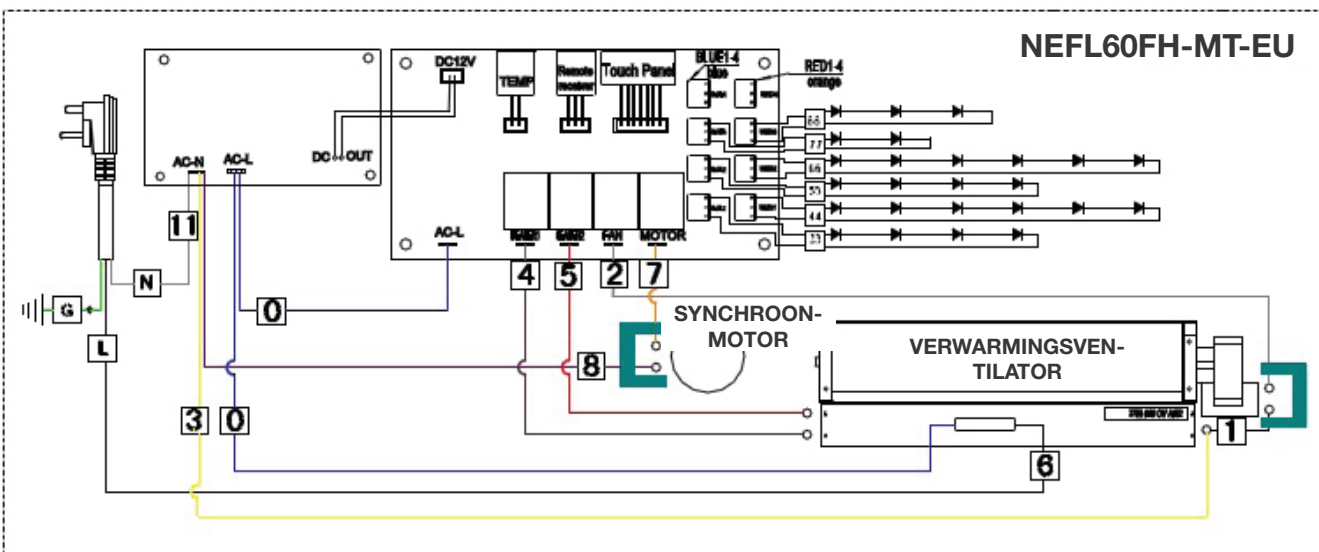 NEFL60FH-MT-EU
DC12V
TEMP
Remote
receiver
Touch Panel
BLUE1-4
blue
RED1-4
orange
AC-N
AC-L
DC
OUT
AC-L
FAN
MOTOR
77
66
55
44
33
11
N
G
L
0
4
5
2
7
8
3
0
6
1
SYNCHROON-
MOTOR
VERWARMINGSVEN-
TILATOR